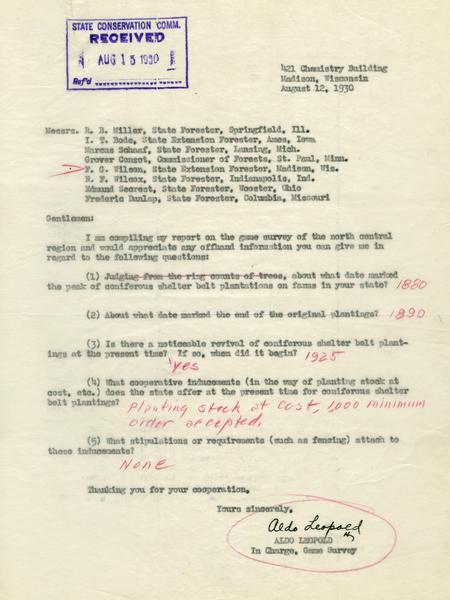 STATE CONSERVATION COMM.
RECEIVED
AUG 13 1930
Ref'd
421 Chemistry Building
Madison, Wisconsin
August 12, 1930
Messrs. R. B. Miller, State Forester, Springfield, Ill.
I. T. Bode, State Extension Forester, Ames, Iowa
Marcus Schaaf, State Forester, Lansing, Mich.
Grover Conzet, Commissioner of Forests, St. Paul, Minn.
F. G. Wilson, State Extension Forester, Madison, Wis.
R. F. Wilcox, State Forester, Indianapolis, Ind.
Edmund Secrest, State Forester, Wooster, Ohio
Frederic Dunlap, State Forester, Columbia, Missouri
Gentlemen:
I am compiling my report on the game survey of the north central
region and would appreciate any offhand information you can give me in
regard to the following questions:
(1) Judging from the ring counts of trees, about what date marked
the peak of coniferous shelter belt plantations on farms in your state? 1880
(2) About what date marked the end of the original plantings? 1890
(3) Is there a noticeable revival of coniferous shelter belt plant-
ings at the present time? If so, when did it begin? 1925
yes
(4) What cooperative inducements (in the way of planting stock at
cost, etc.) does the state offer at the present time for coniferous shelter
belt plantings? Planting stock at cost, 1,000 minimum
order accepted.
(5) What stipulations or requirements (such as fencing) attach to
these inducements?
None
Thanking you for your cooperation,
Yours sincerely,
Aldo Leopold
ALDO LEOPOLD
In Charge, Game Survey